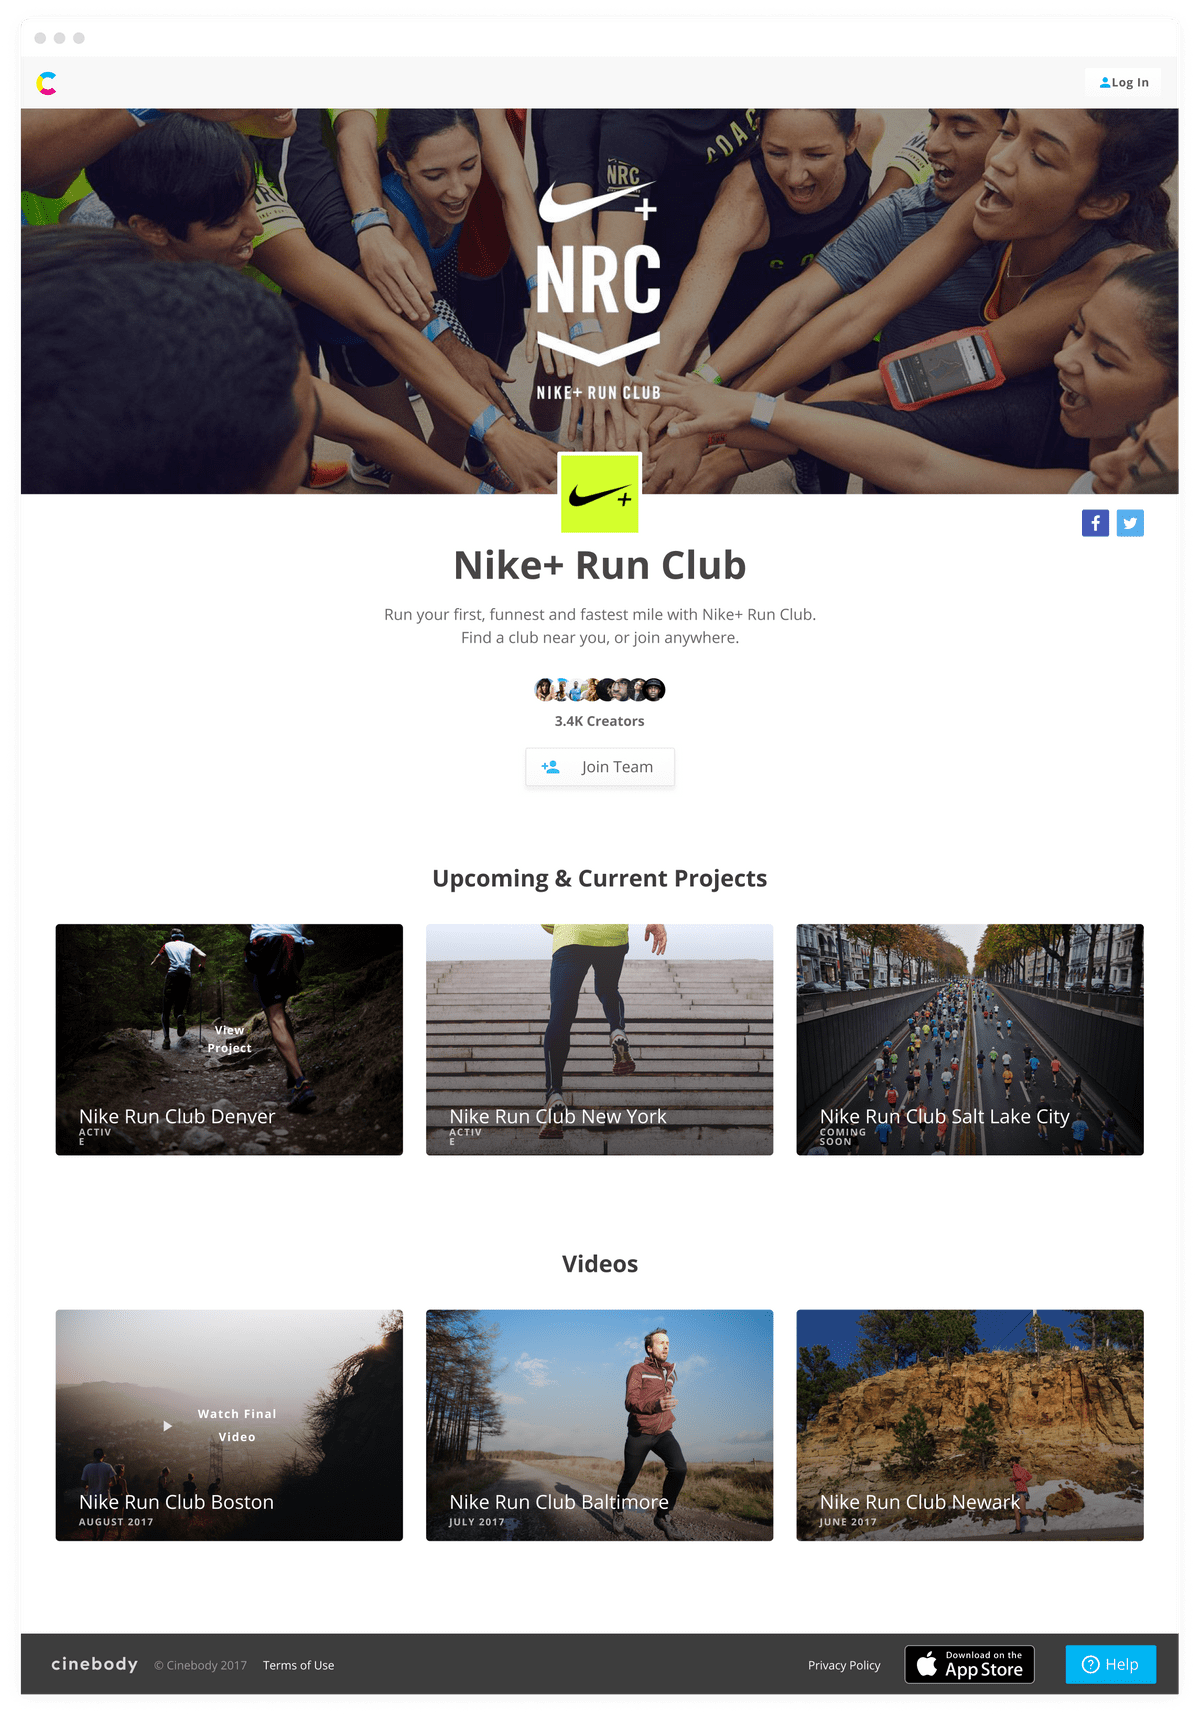 Log In
COAC
NRC
NRC
NRC
NIKE+ RUN CLUB
Nike+ Run Club
Run your first, funnest and fastest mile with Nike+ Run Club.
Find a club near you, or join anywhere.
3.4K Creators
Join Team
Upcoming & Current Projects
View
Project
Nike Run Club Denver
ACTIV
E
Nike Run Club New York
ACTIV
E
Nike Run Club Salt Lake City
COMING
SOON
Videos
Watch Final
Video
Nike Run Club Boston
AUGUST 2017
Nike Run Club Baltimore
JULY 2017
Nike Run Club Newark
JUNE 2017
cinebody © Cinebody 2017 Terms of Use Privacy Policy
Download on the
App Store
Help